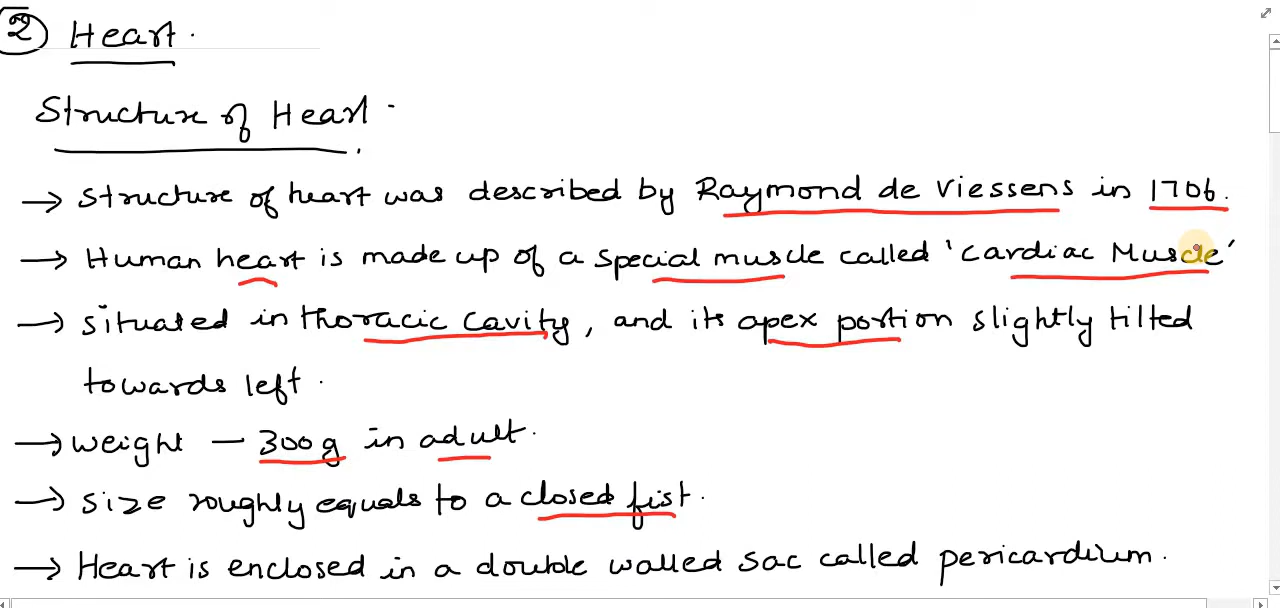 2 Heart.
Structure of Heart.
→ Structure of heart was described by Raymond de Viessens in 1706.
→ Human heart is made up of a special muscle called 'Cardiac Muscle'
→ situated in thoracic cavity, and its apex portion slightly tilted
towards left.
→ weight – 300g in adult.
→ Size roughly equals to a closed fist.
→ Heart is enclosed in a double walled sac called pericardium.